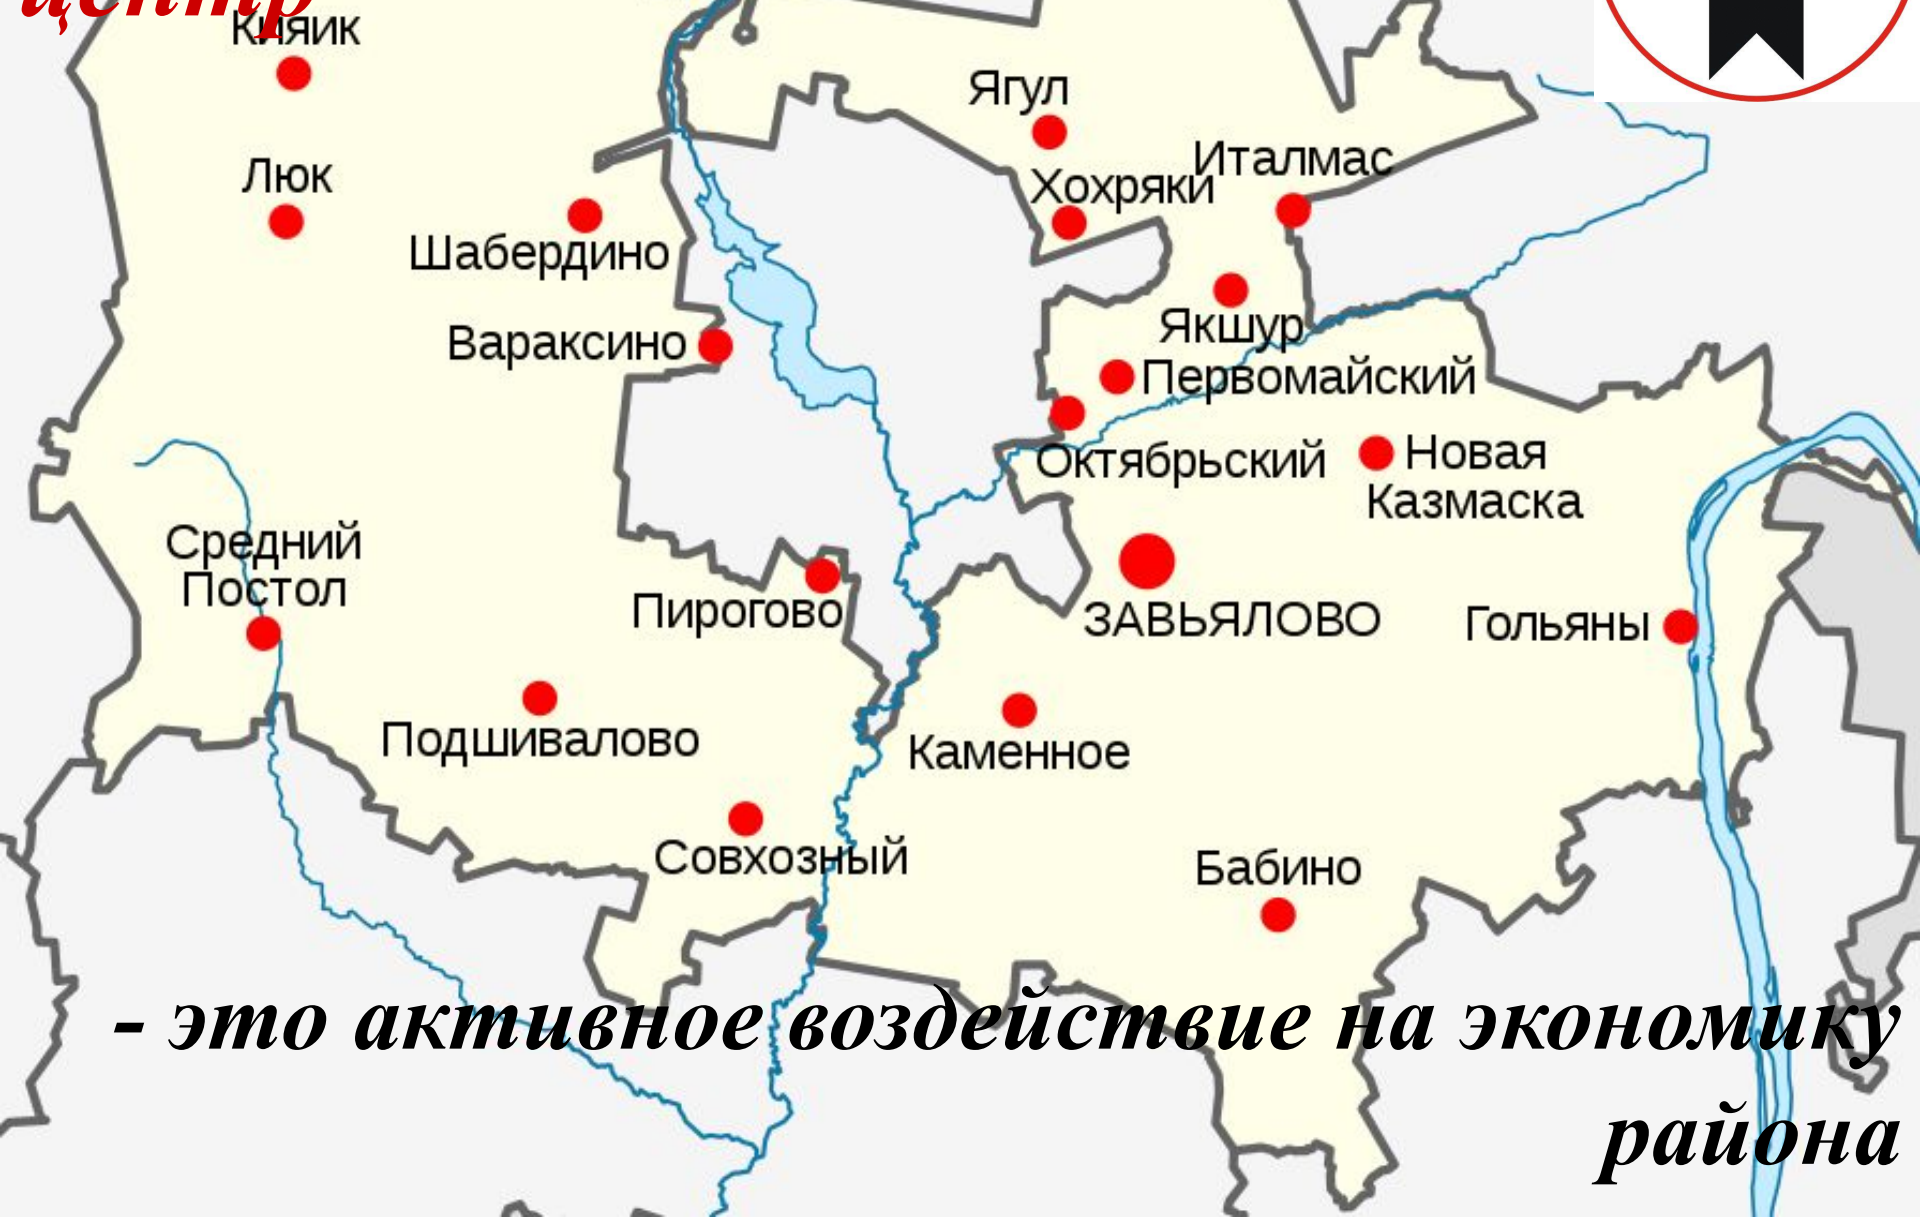 центр
Кияик
Ягул
Люк
Италмас
Хохряки
Шабердино
Якшур
Вараксино
Первомайский
Октябрьский
Новая
Казмаска
Средний
Постол
Пирогово
ЗАВЬЯЛОВО
Гольяны
Подшивалово
Каменное
Совхозный
Бабино
- это активное воздействие на экономику
района